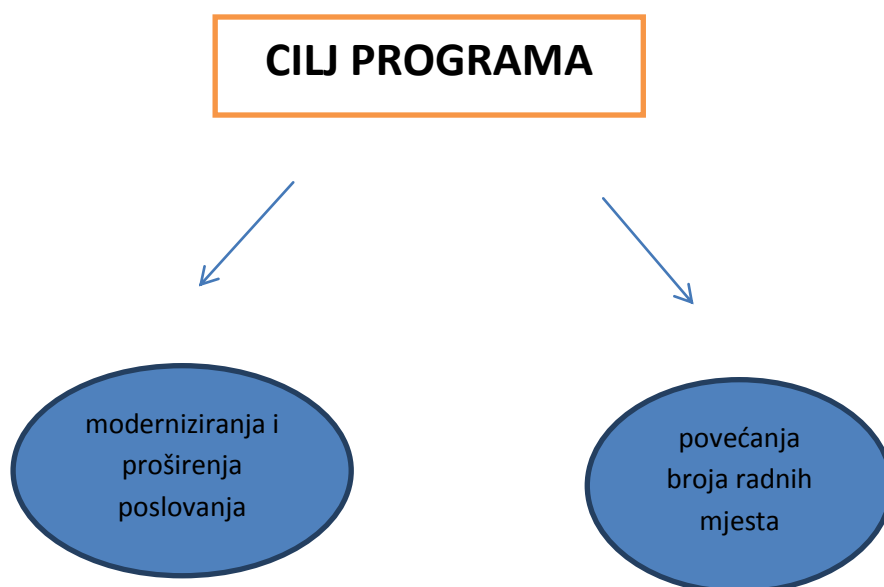 CILJ PROGRAMA
moderniziranja i
proširenja
poslovanja
povećanja
broja radnih
mjesta